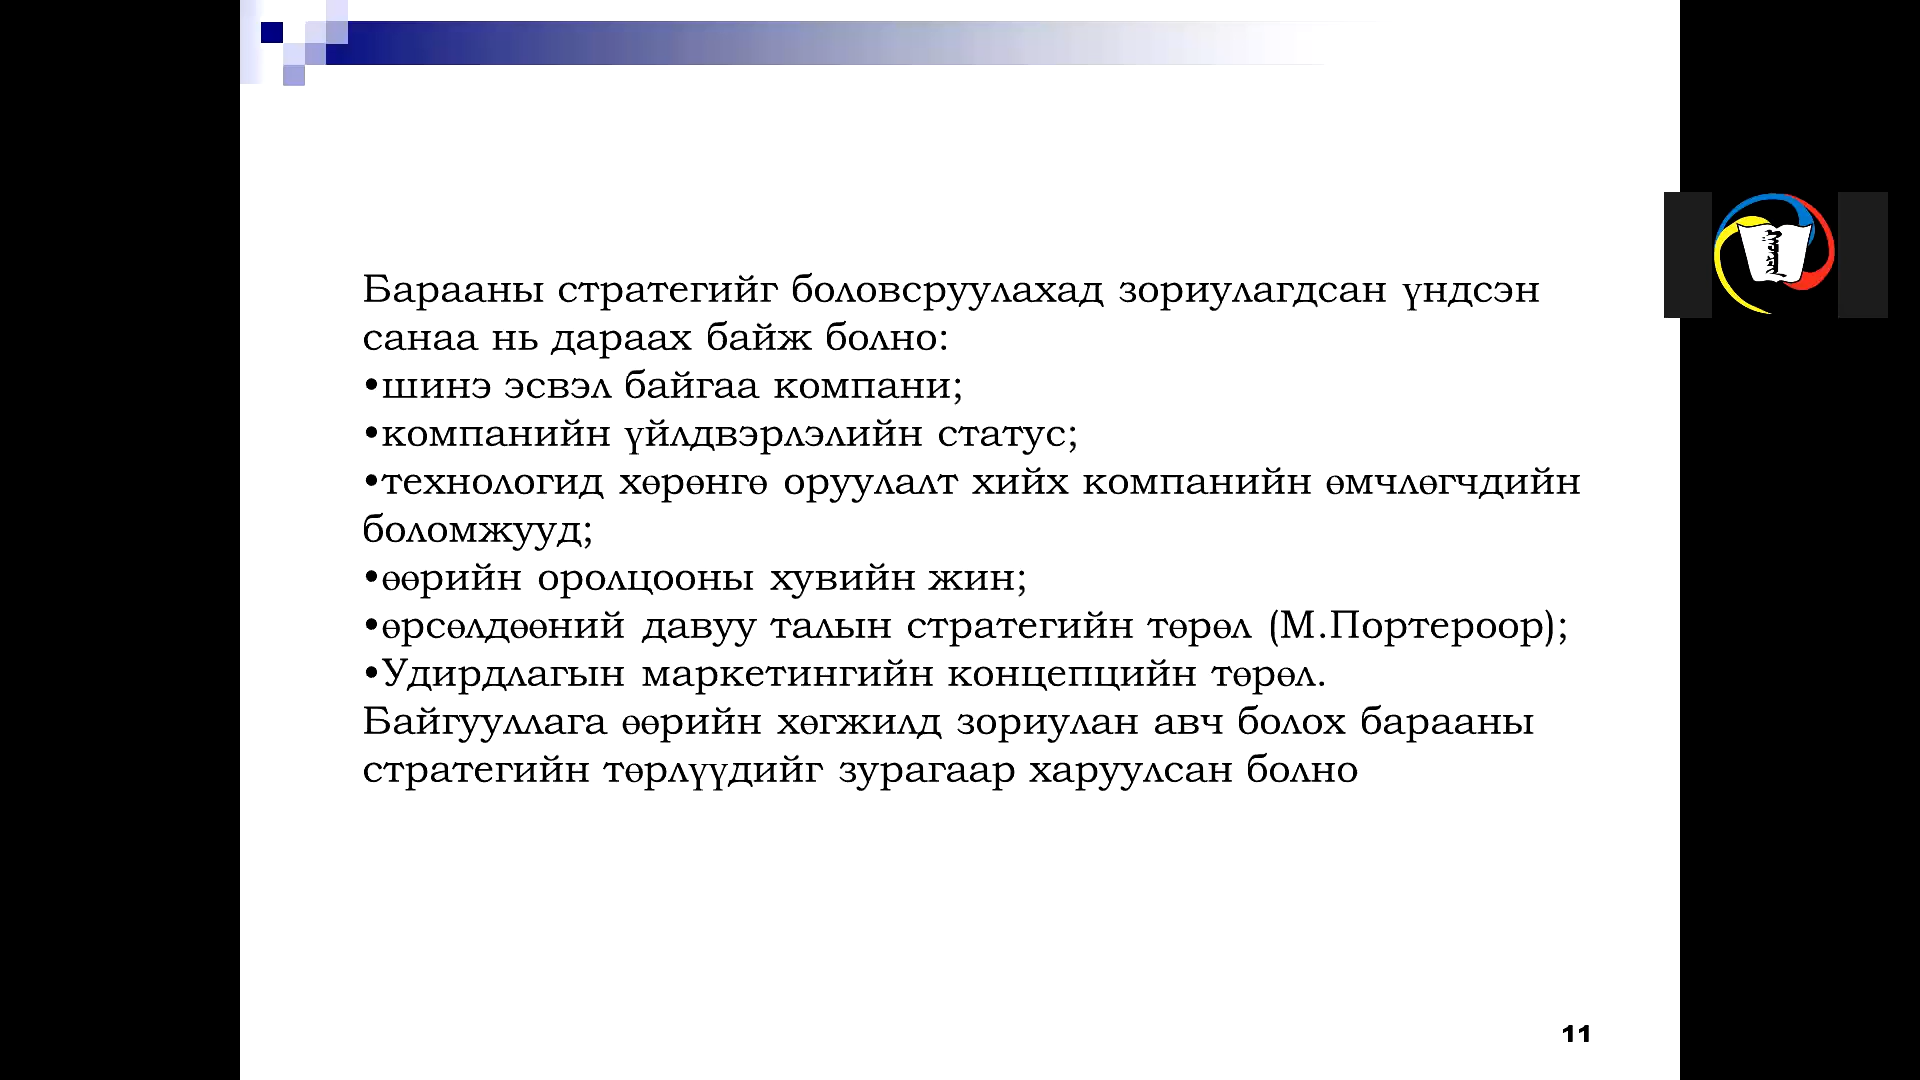 Барааны стратегийг боловсруулахад зориулагдсан үндсэн
санаа нь дараах байж болно:
•шинэ эсвэл байгаа компани;
•компанийн үйлдвэрлэлийн статус;
•технологид хөрөнгө оруулалт хийх компанийн өмчлөгчдийн
боломжууд;
•өөрийн оролцооны хувийн жин;
•өрсөлдөөний давуу талын стратегийн төрөл (М.Портероор);
•Удирдлагын маркетингийн концепцийн төрөл.
Байгууллага өөрийн хөгжилд зориулан авч болох барааны
стратегийн төрлүүдийг зурагаар харуулсан болно
11